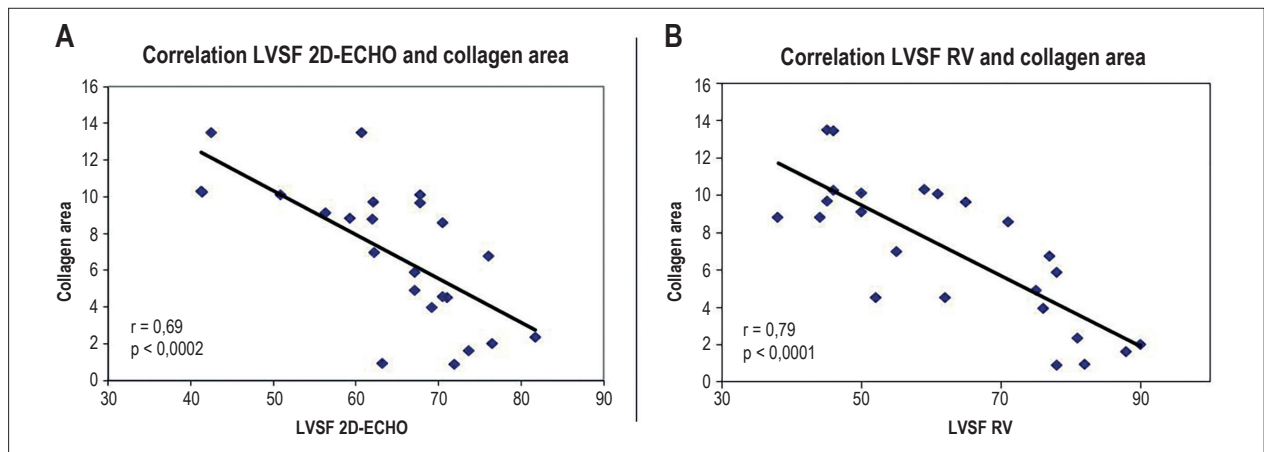 A
Correlation LVSF 2D-ECHO and collagen area
Collagen area
16
14
12
10
8
6
4
2
0
r = 0,69
p < 0,0002
30 40 50 60 70 80 90
LVSF 2D-ECHO
B
Correlation LVSF RV and collagen area
Collagen area
16
14
12
10
8
6
4
2
0
r = 0,79
p < 0,0001
30 50 70 90
LVSF RV